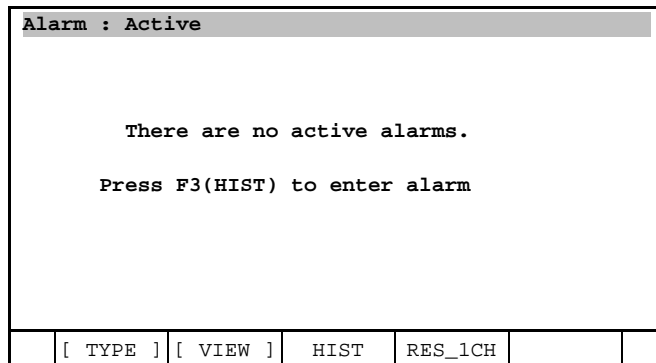 Alarm : Active
There are no active alarms.
Press F3(HIST) to enter alarm
[ TYPE ] [ VIEW ] HIST RES_1CH